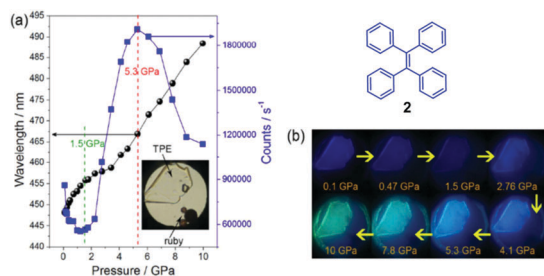 (a)
Wavelength / nm
495
490
485
480
475
470
465
460
455
450
445
440
1.5 GPa
5.3 GPa
TPE
ruby
0 2 4 6 8 10
Pressure / GPa
1800000
1500000
1200000
900000
600000
Counts / s⁻¹
2
(b)
0.1 GPa 0.47 GPa 1.5 GPa 2.76 GPa
10 GPa 7.8 GPa 5.3 GPa 4.1 GPa